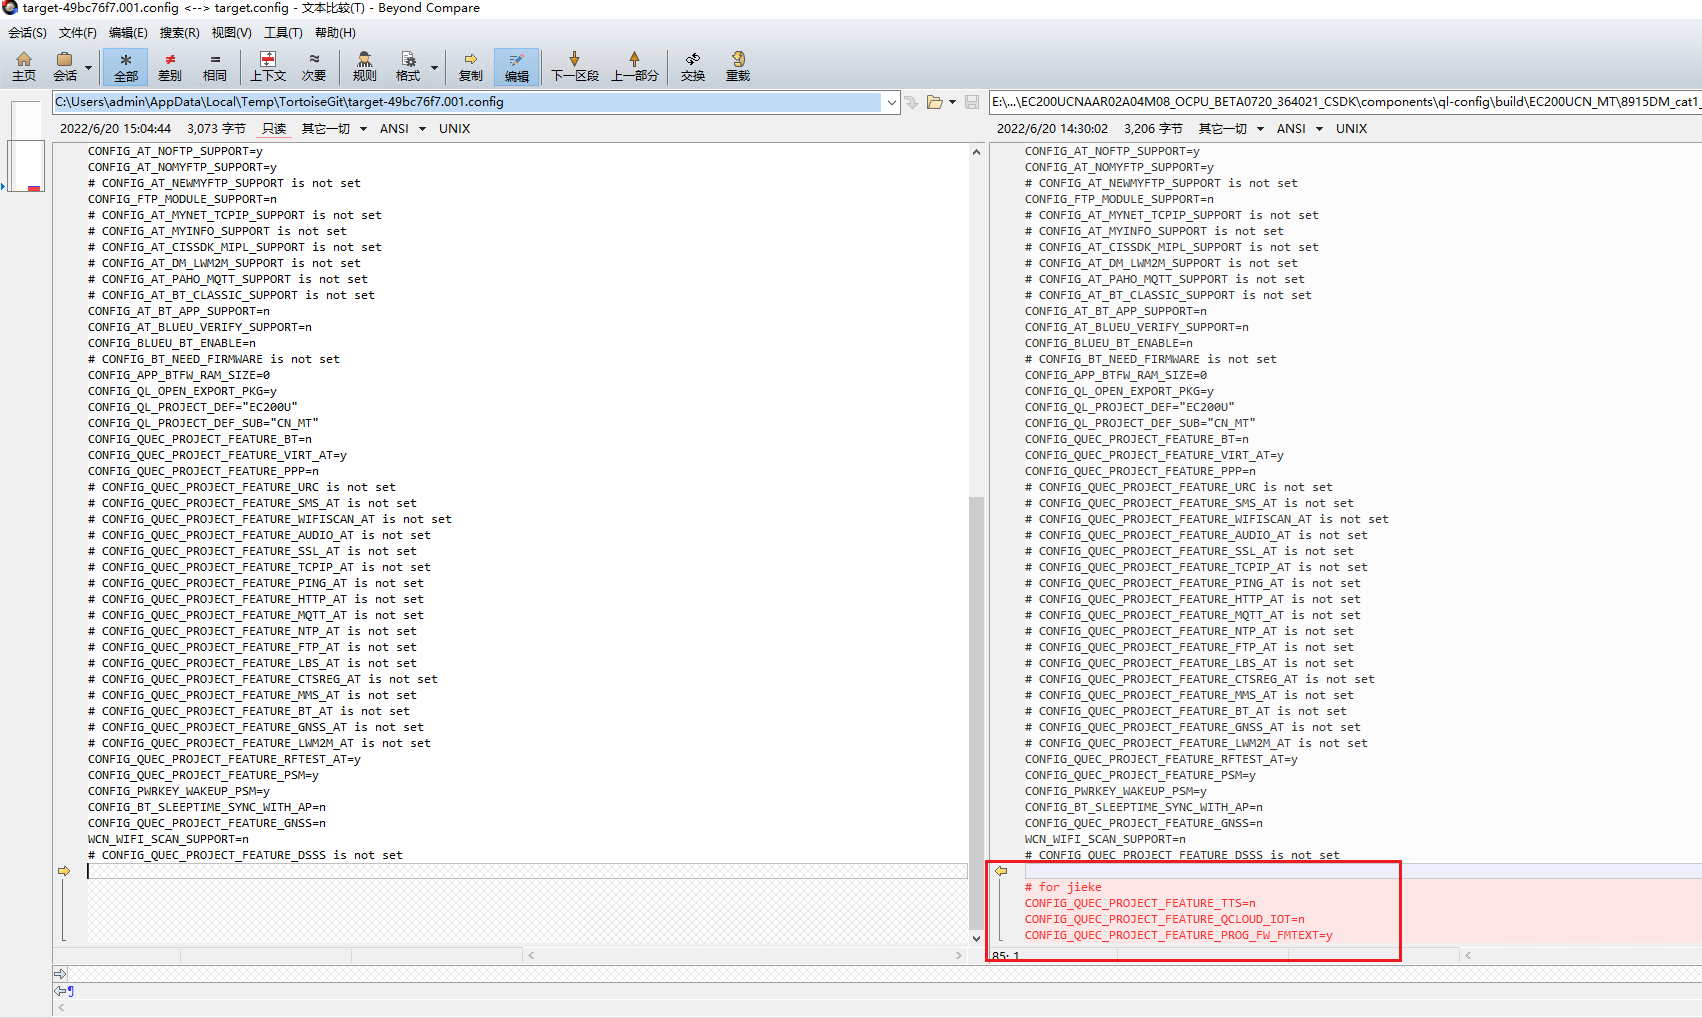 target-49bc76f7.001.config <--> target.config - 文本比较(T) - Beyond Compare
会话(S) 文件(F) 编辑(E) 搜索(R) 视图(V) 工具(T) 帮助(H)
主页 会话 全部 差别 相同 上下文 次要 规则 格式 复制 编辑 下一区段 上一部分 交换 重载
C:\Users\admin\AppData\Local\Temp\TortoiseGit\target-49bc76f7.001.config
2022/6/20 15:04:44 3,073 字节 只读 其它一切 ANSI UNIX
CONFIG_AT_NOFTP_SUPPORT=y
CONFIG_AT_NOMYFTP_SUPPORT=y
# CONFIG_AT_NEWMYFTP_SUPPORT is not set
CONFIG_FTP_MODULE_SUPPORT=n
# CONFIG_AT_MYNET_TCPIP_SUPPORT is not set
# CONFIG_AT_MYINFO_SUPPORT is not set
# CONFIG_AT_CISSDK_MIPL_SUPPORT is not set
# CONFIG_AT_DM_LWM2M_SUPPORT is not set
# CONFIG_AT_PAHO_MQTT_SUPPORT is not set
# CONFIG_AT_BT_CLASSIC_SUPPORT is not set
CONFIG_AT_BT_APP_SUPPORT=n
CONFIG_AT_BLUEU_VERIFY_SUPPORT=n
CONFIG_BLUEU_BT_ENABLE=n
# CONFIG_BT_NEED_FIRMWARE is not set
CONFIG_APP_BTFW_RAM_SIZE=0
CONFIG_QL_OPEN_EXPORT_PKG=y
CONFIG_QL_PROJECT_DEF="EC200U"
CONFIG_QL_PROJECT_DEF_SUB="CN_MT"
CONFIG_QUEC_PROJECT_FEATURE_BT=n
CONFIG_QUEC_PROJECT_FEATURE_VIRT_AT=y
CONFIG_QUEC_PROJECT_FEATURE_PPP=n
# CONFIG_QUEC_PROJECT_FEATURE_URC is not set
# CONFIG_QUEC_PROJECT_FEATURE_SMS_AT is not set
# CONFIG_QUEC_PROJECT_FEATURE_WIFISCAN_AT is not set
# CONFIG_QUEC_PROJECT_FEATURE_AUDIO_AT is not set
# CONFIG_QUEC_PROJECT_FEATURE_SSL_AT is not set
# CONFIG_QUEC_PROJECT_FEATURE_TCPIP_AT is not set
# CONFIG_QUEC_PROJECT_FEATURE_PING_AT is not set
# CONFIG_QUEC_PROJECT_FEATURE_HTTP_AT is not set
# CONFIG_QUEC_PROJECT_FEATURE_MQTT_AT is not set
# CONFIG_QUEC_PROJECT_FEATURE_NTP_AT is not set
# CONFIG_QUEC_PROJECT_FEATURE_FTP_AT is not set
# CONFIG_QUEC_PROJECT_FEATURE_LBS_AT is not set
# CONFIG_QUEC_PROJECT_FEATURE_CTSREG_AT is not set
# CONFIG_QUEC_PROJECT_FEATURE_MMS_AT is not set
# CONFIG_QUEC_PROJECT_FEATURE_BT_AT is not set
# CONFIG_QUEC_PROJECT_FEATURE_GNSS_AT is not set
# CONFIG_QUEC_PROJECT_FEATURE_LWM2M_AT is not set
CONFIG_QUEC_PROJECT_FEATURE_RFTEST_AT=y
CONFIG_QUEC_PROJECT_FEATURE_PSM=y
CONFIG_PWRKEY_WAKEUP_PSM=y
CONFIG_BT_SLEEPTIME_SYNC_WITH_AP=n
CONFIG_QUEC_PROJECT_FEATURE_GNSS=n
WCN_WIFI_SCAN_SUPPORT=n
# CONFIG_QUEC_PROJECT_FEATURE_DSSS is not set
E:\...\EC200UCNAAR02A04M08_OCPU_BETA0720_364021_CSDK\components\ql-config\build\EC200UCN_MT\8915DM_cat1_
2022/6/20 14:30:02 3,206 字节 其它一切 ANSI UNIX
CONFIG_AT_NOFTP_SUPPORT=y
CONFIG_AT_NOMYFTP_SUPPORT=y
# CONFIG_AT_NEWMYFTP_SUPPORT is not set
CONFIG_FTP_MODULE_SUPPORT=n
# CONFIG_AT_MYNET_TCPIP_SUPPORT is not set
# CONFIG_AT_MYINFO_SUPPORT is not set
# CONFIG_AT_CISSDK_MIPL_SUPPORT is not set
# CONFIG_AT_DM_LWM2M_SUPPORT is not set
# CONFIG_AT_PAHO_MQTT_SUPPORT is not set
# CONFIG_AT_BT_CLASSIC_SUPPORT is not set
CONFIG_AT_BT_APP_SUPPORT=n
CONFIG_AT_BLUEU_VERIFY_SUPPORT=n
CONFIG_BLUEU_BT_ENABLE=n
# CONFIG_BT_NEED_FIRMWARE is not set
CONFIG_APP_BTFW_RAM_SIZE=0
CONFIG_QL_OPEN_EXPORT_PKG=y
CONFIG_QL_PROJECT_DEF="EC200U"
CONFIG_QL_PROJECT_DEF_SUB="CN_MT"
CONFIG_QUEC_PROJECT_FEATURE_BT=n
CONFIG_QUEC_PROJECT_FEATURE_VIRT_AT=y
CONFIG_QUEC_PROJECT_FEATURE_PPP=n
# CONFIG_QUEC_PROJECT_FEATURE_URC is not set
# CONFIG_QUEC_PROJECT_FEATURE_SMS_AT is not set
# CONFIG_QUEC_PROJECT_FEATURE_WIFISCAN_AT is not set
# CONFIG_QUEC_PROJECT_FEATURE_AUDIO_AT is not set
# CONFIG_QUEC_PROJECT_FEATURE_SSL_AT is not set
# CONFIG_QUEC_PROJECT_FEATURE_TCPIP_AT is not set
# CONFIG_QUEC_PROJECT_FEATURE_PING_AT is not set
# CONFIG_QUEC_PROJECT_FEATURE_HTTP_AT is not set
# CONFIG_QUEC_PROJECT_FEATURE_MQTT_AT is not set
# CONFIG_QUEC_PROJECT_FEATURE_NTP_AT is not set
# CONFIG_QUEC_PROJECT_FEATURE_FTP_AT is not set
# CONFIG_QUEC_PROJECT_FEATURE_LBS_AT is not set
# CONFIG_QUEC_PROJECT_FEATURE_CTSREG_AT is not set
# CONFIG_QUEC_PROJECT_FEATURE_MMS_AT is not set
# CONFIG_QUEC_PROJECT_FEATURE_BT_AT is not set
# CONFIG_QUEC_PROJECT_FEATURE_GNSS_AT is not set
# CONFIG_QUEC_PROJECT_FEATURE_LWM2M_AT is not set
CONFIG_QUEC_PROJECT_FEATURE_RFTEST_AT=y
CONFIG_QUEC_PROJECT_FEATURE_PSM=y
CONFIG_PWRKEY_WAKEUP_PSM=y
CONFIG_BT_SLEEPTIME_SYNC_WITH_AP=n
CONFIG_QUEC_PROJECT_FEATURE_GNSS=n
WCN_WIFI_SCAN_SUPPORT=n
# CONFIG_QUEC_PROJECT_FEATURE_DSSS is not set
# for jieke
CONFIG_QUEC_PROJECT_FEATURE_TTS=n
CONFIG_QUEC_PROJECT_FEATURE_QCLOUD_IOT=n
CONFIG_QUEC_PROJECT_FEATURE_PROG_FW_FMTEXT=y
85: 1
¶